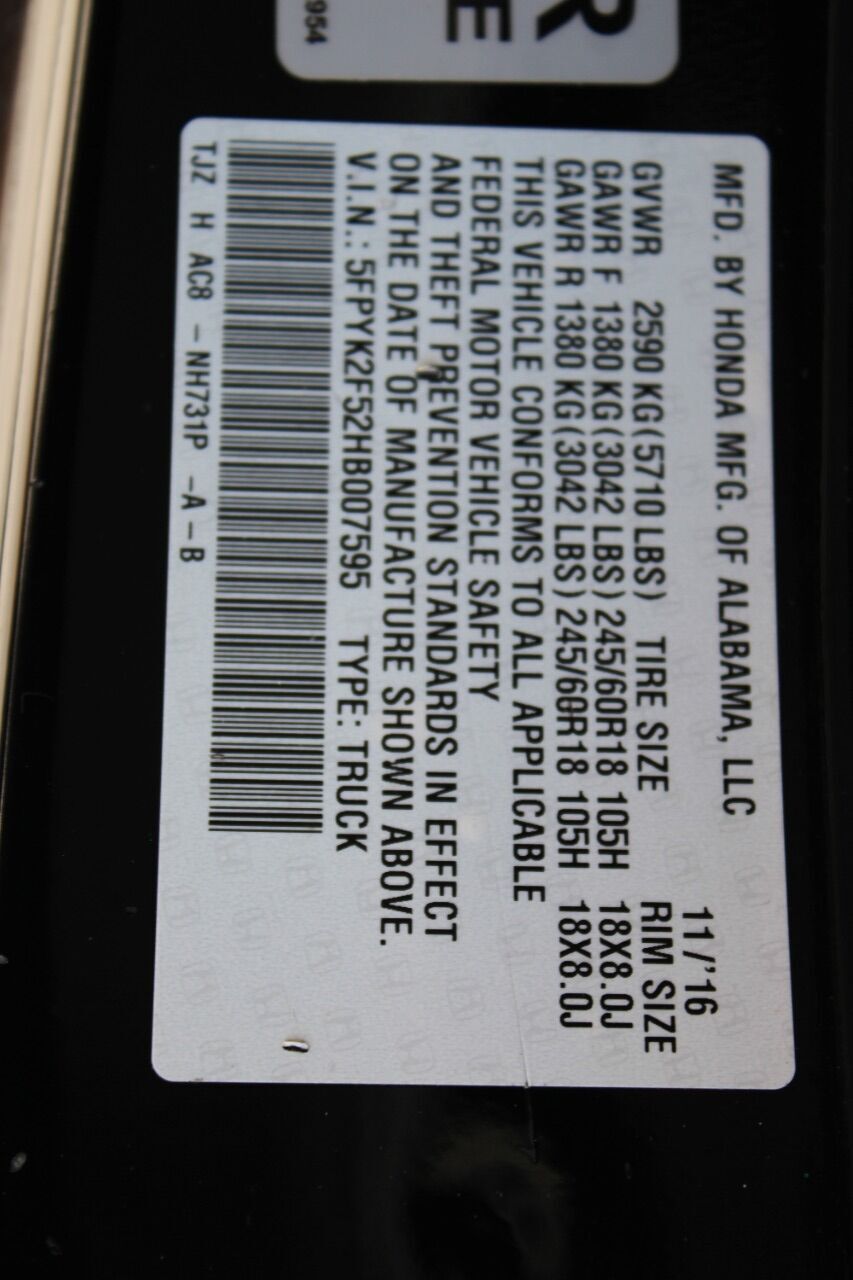 R
E
954
MFD. BY HONDA MFG. OF ALABAMA, LLC
11/'16
GVWR 2590 KG(5710 LBS) TIRE SIZE RIM SIZE
GAWR F 1380 KG(3042 LBS) 245/60R18 105H 18X8.0J
GAWR R 1380 KG(3042 LBS) 245/60R18 105H 18X8.0J
THIS VEHICLE CONFORMS TO ALL APPLICABLE
FEDERAL MOTOR VEHICLE SAFETY
AND THEFT PREVENTION STANDARDS IN EFFECT
ON THE DATE OF MANUFACTURE SHOWN ABOVE.
V.I.N.: 5FPYK2F52HB007595 TYPE: TRUCK
TJZ H AC8 - NH731P - A - B